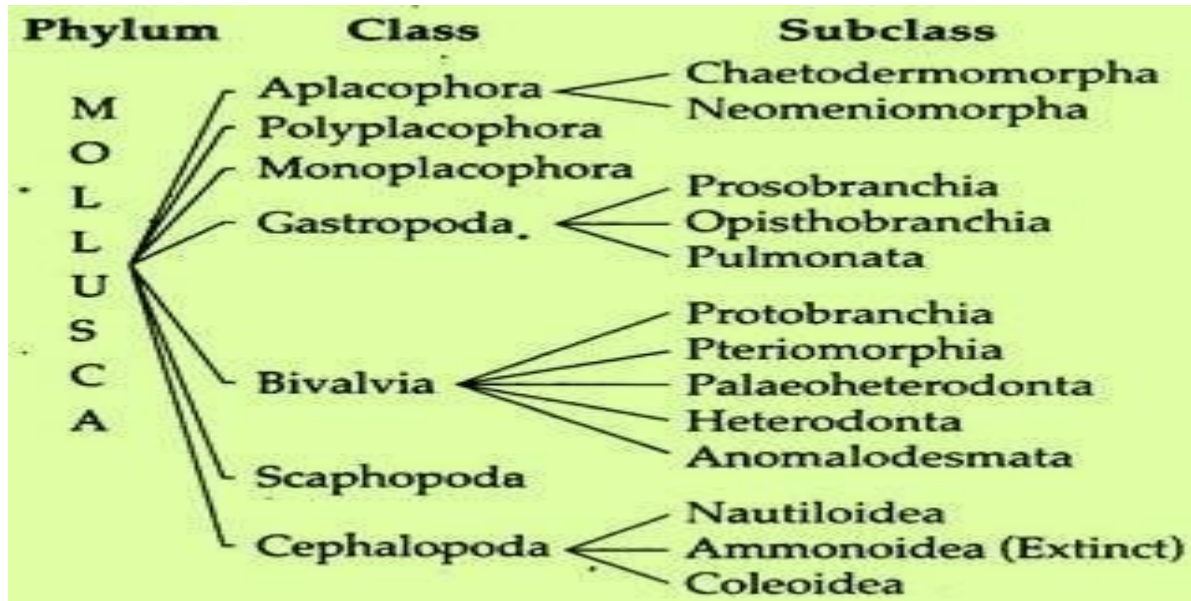 Phylum Class Subclass
MOLLUSCA
Aplacophora
Polyplacophora
Monoplacophora
Gastropoda
Bivalvia
Scaphopoda
Cephalopoda
Chaetodermomorpha
Neomeniomorpha
Prosobranchia
Opisthobranchia
Pulmonata
Protobranchia
Pteriomorphia
Palaeoheterodonta
Heterodonta
Anomalodesmata
Nautiloidea
Ammonoidea (Extinct)
Coleoidea